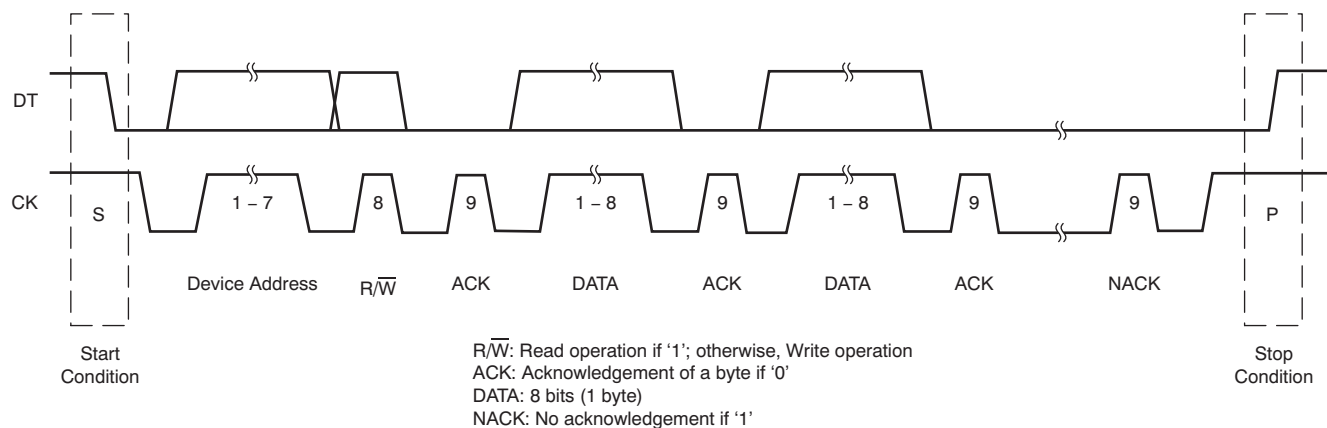 DT
CK
S
1 – 7
8
9
1 – 8
9
1 – 8
9
9
P
Device Address
R/W̅
ACK
DATA
ACK
DATA
ACK
NACK
Start
Condition
Stop
Condition
R/W̅: Read operation if ‘1’; otherwise, Write operation
ACK: Acknowledgement of a byte if ‘0’
DATA: 8 bits (1 byte)
NACK: No acknowledgement if ‘1’